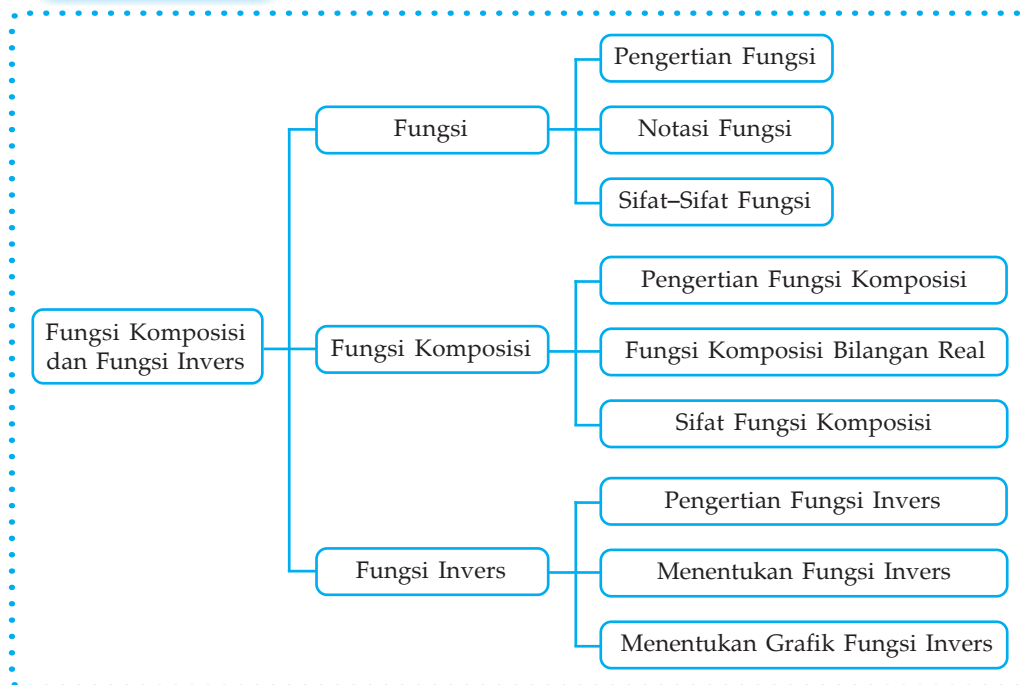 Fungsi Komposisi
dan Fungsi Invers
Fungsi
Pengertian Fungsi
Notasi Fungsi
Sifat–Sifat Fungsi
Fungsi Komposisi
Pengertian Fungsi Komposisi
Fungsi Komposisi Bilangan Real
Sifat Fungsi Komposisi
Fungsi Invers
Pengertian Fungsi Invers
Menentukan Fungsi Invers
Menentukan Grafik Fungsi Invers